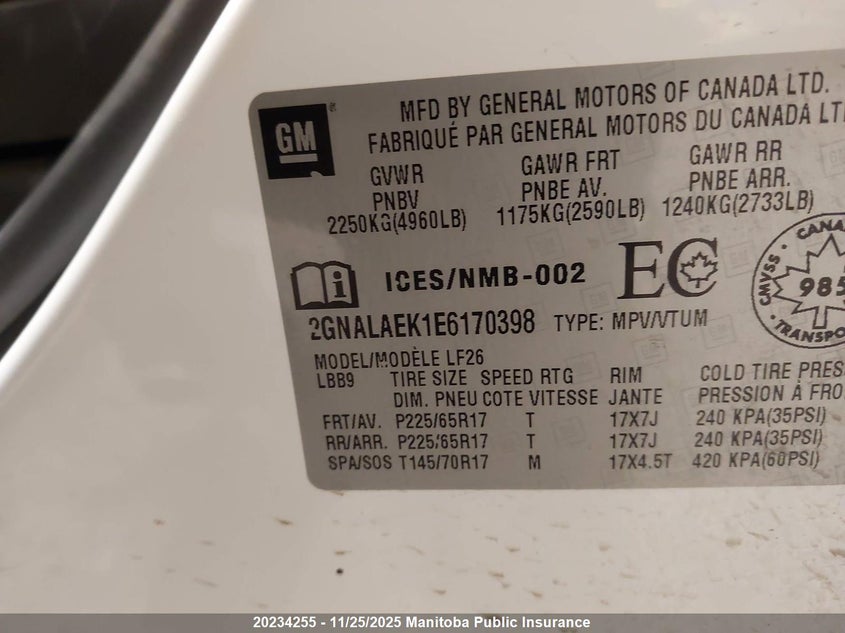 GM
MFD BY GENERAL MOTORS OF CANADA LTD.
FABRIQUÉ PAR GENERAL MOTORS DU CANADA
GVWR GAWR FRT GAWR RR
PNBV PNBE AV. PNBE ARR.
2250KG(4960LB) 1175KG(2590LB) 1240KG(2733LB)
i ICES/NMB-002 EC
CMVSS
985
TRANSPO
2GNALAEK1E6170398 TYPE: MPV/VTUM
MODEL/MODÈLE LF26
LBB9 TIRE SIZE SPEED RTG RIM COLD TIRE PRES
DIM. PNEU COTE VITESSE JANTE PRESSION À FRO
FRT/AV. P225/65R17 T 17X7J 240 KPA(35PSI)
RR/ARR. P225/65R17 T 17X7J 240 KPA(35PSI)
SPA/SOS T145/70R17 M 17X4.5T 420 KPA(60PSI)
20234255 - 11/25/2025 Manitoba Public Insurance